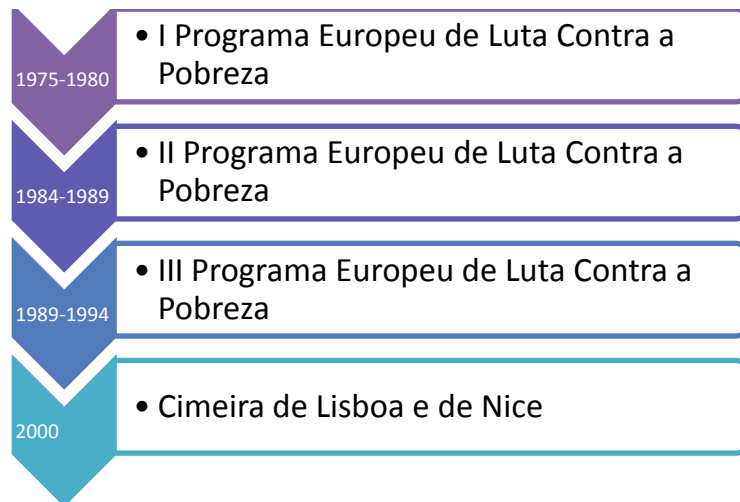 1975-1980
• I Programa Europeu de Luta Contra a
Pobreza
1984-1989
• II Programa Europeu de Luta Contra a
Pobreza
1989-1994
• III Programa Europeu de Luta Contra a
Pobreza
2000
• Cimeira de Lisboa e de Nice